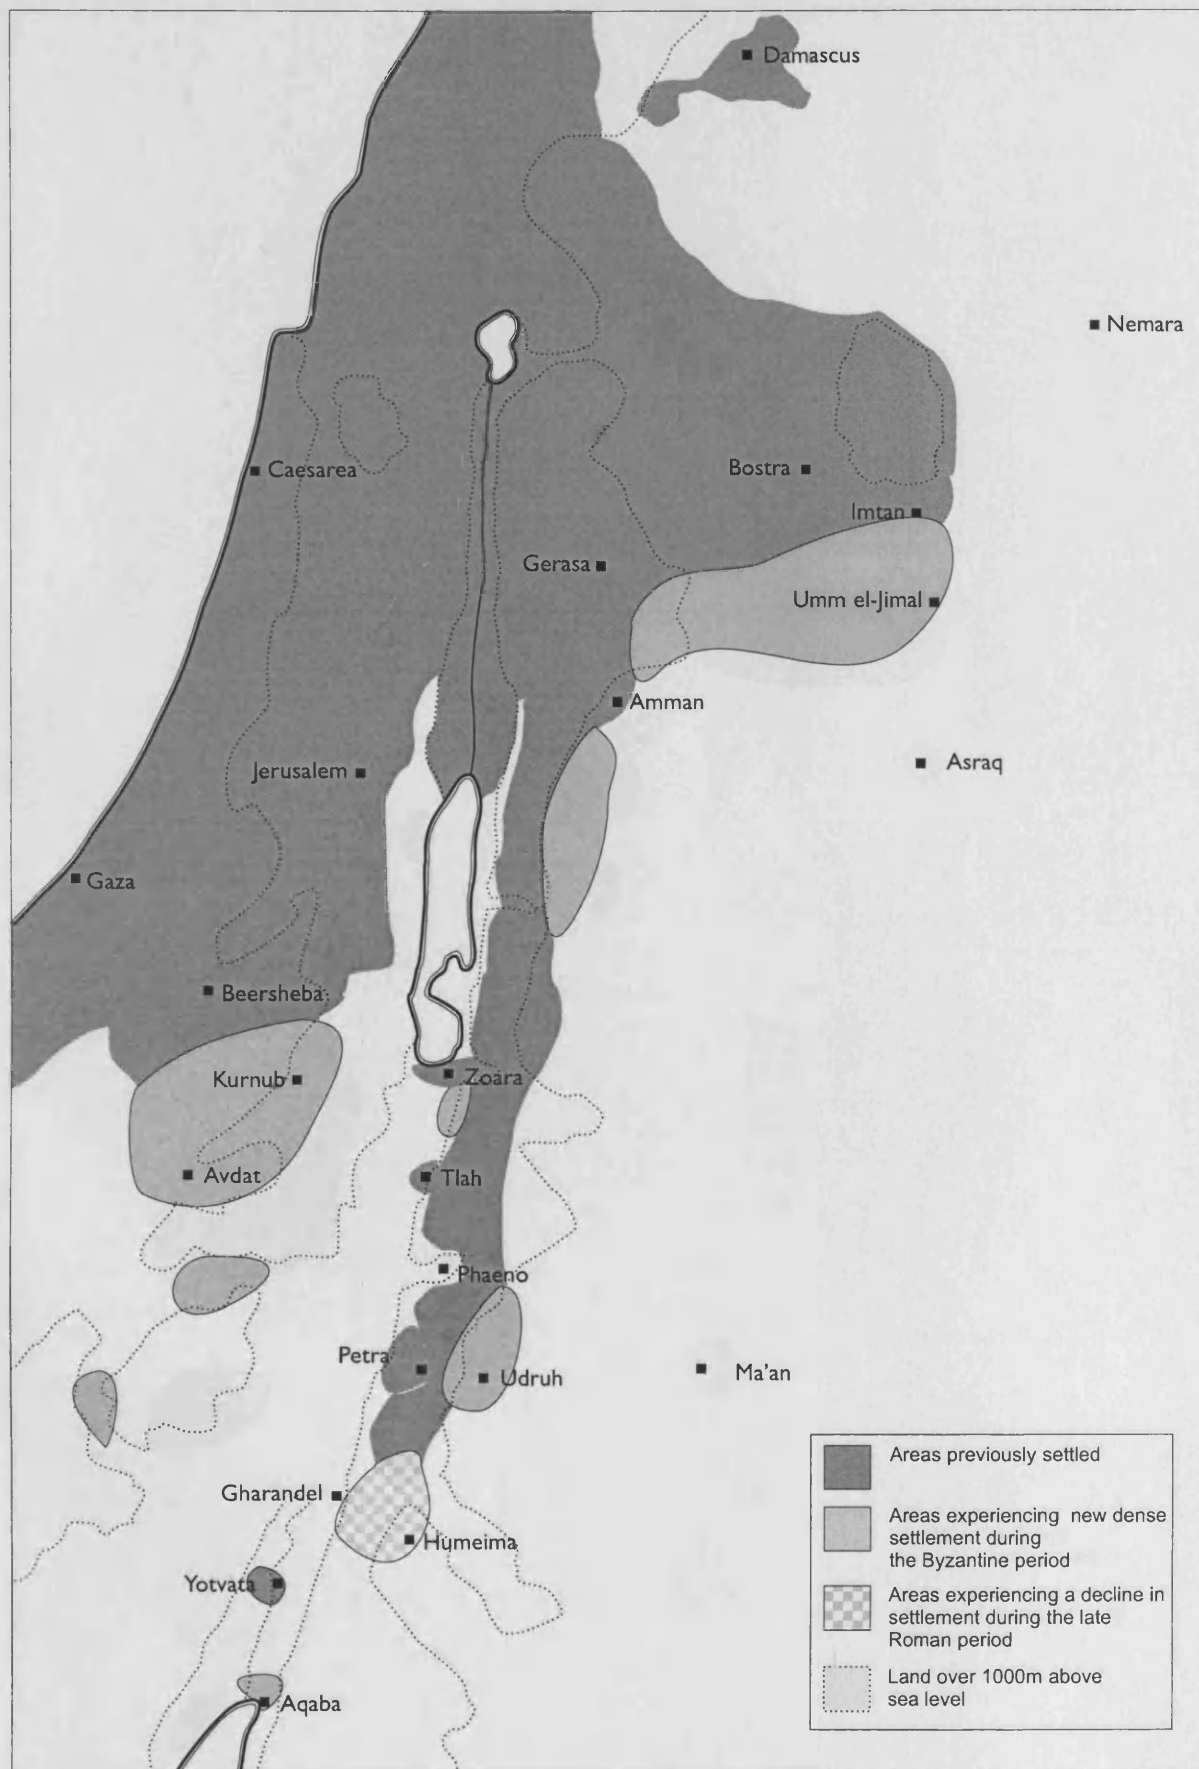 Damascus
Nemara
Caesarea
Bostra
Imtan
Gerasa
Umm el-Jimal
Amman
Jerusalem
Asraq
Gaza
Beersheba
Kurnub
Zoara
Avdat
Tlah
Phaeno
Petra
Udruh
Ma'an
Gharandel
Humeima
Yotvata
Aqaba
Areas previously settled
Areas experiencing new dense
settlement during
the Byzantine period
Areas experiencing a decline in
settlement during the late
Roman period
Land over 1000m above
sea level